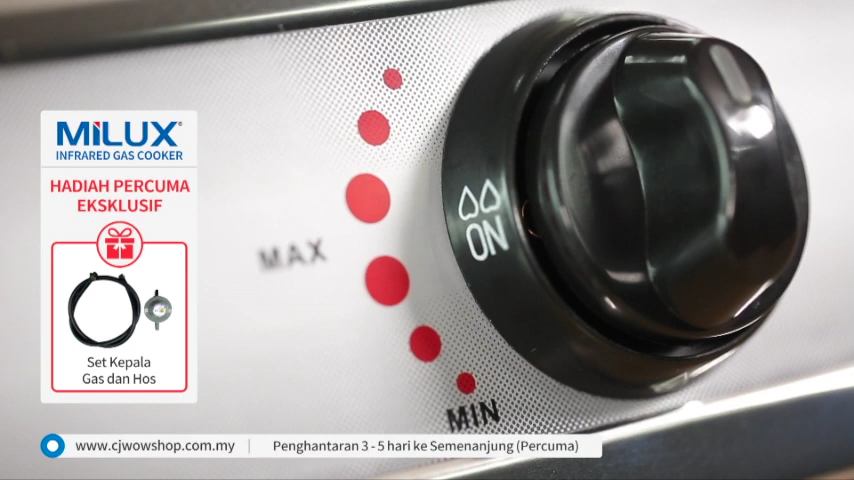 MiLUX®
INFRARED GAS COOKER
HADIAH PERCUMA
EKSKLUSIF
Set Kepala
Gas dan Hos
MAX
ON
MIN
www.cjwowshop.com.my | Penghantaran 3 - 5 hari ke Semenanjung (Percuma)